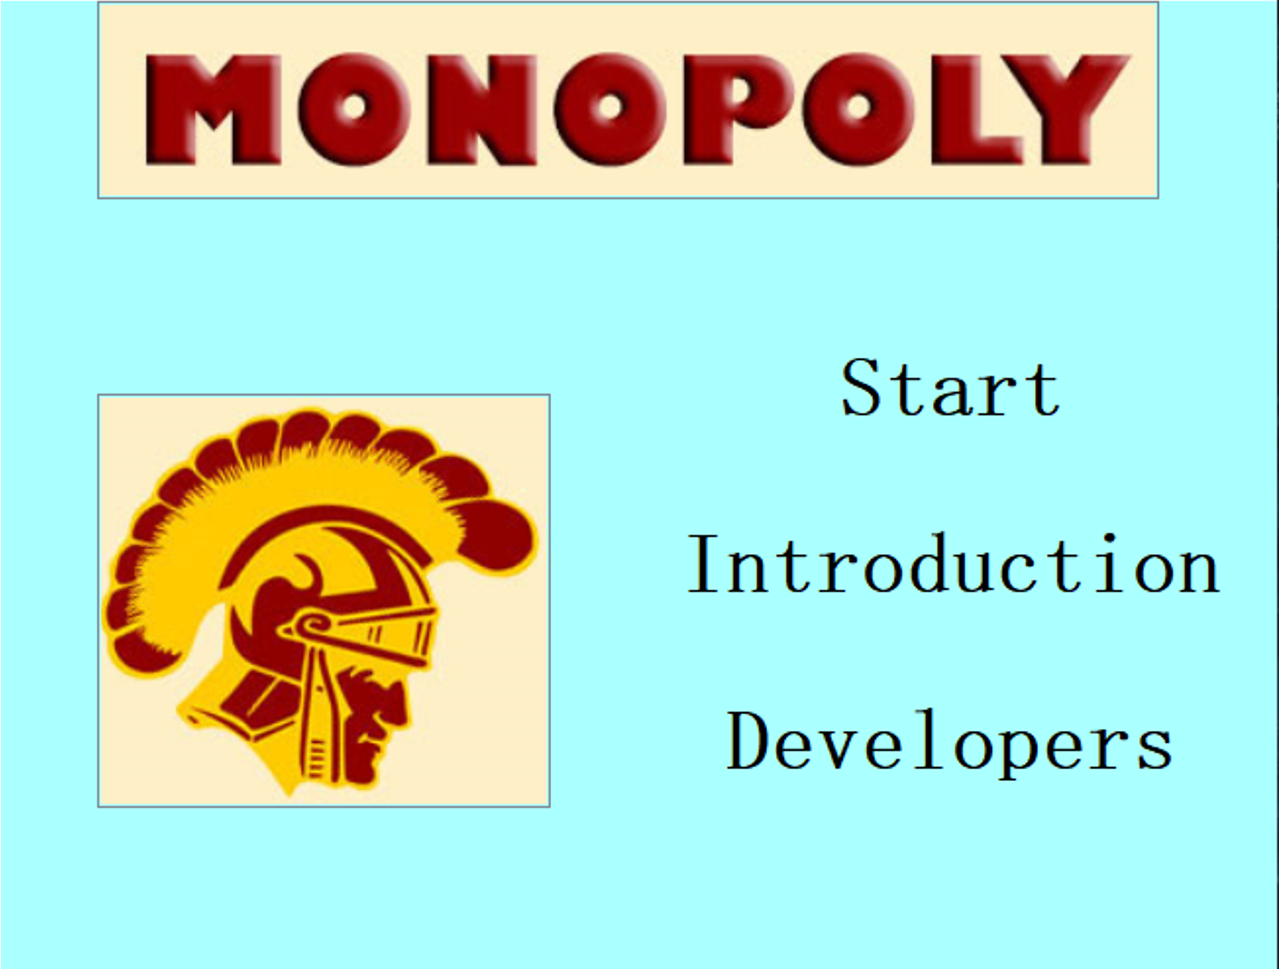 MONOPOLY
Start
Introduction
Developers